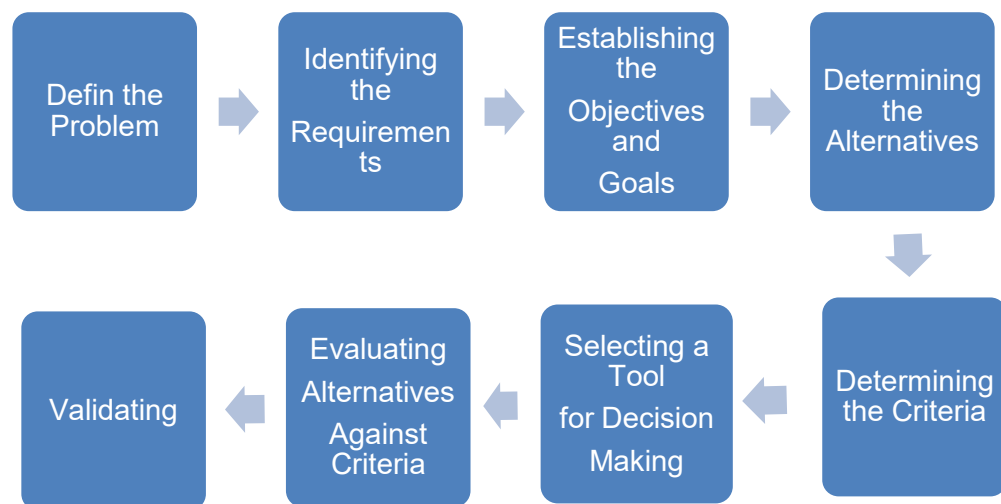 Defin the
Problem
Identifying
the
Requiremen
ts
Establishing
the
Objectives
and
Goals
Determining
the
Alternatives
Determining
the Criteria
Selecting a
Tool
for Decision
Making
Evaluating
Alternatives
Against
Criteria
Validating